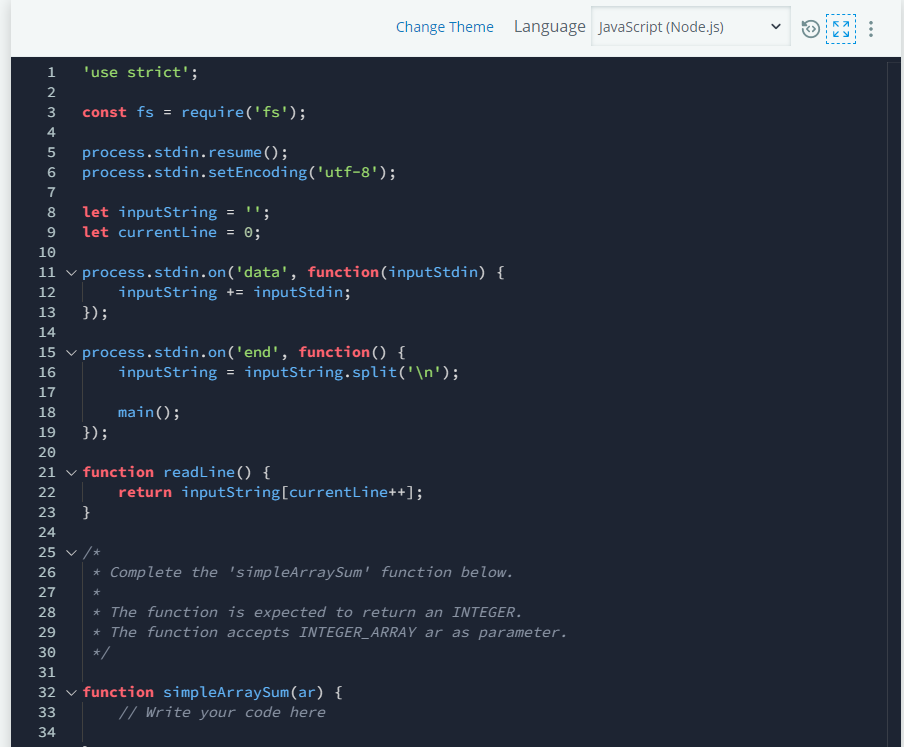 Change Theme Language JavaScript (Node.js)
1 'use strict';
2
3 const fs = require('fs');
4
5 process.stdin.resume();
6 process.stdin.setEncoding('utf-8');
7
8 let inputString = '';
9 let currentLine = 0;
10
11 process.stdin.on('data', function(inputStdin) {
12     inputString += inputStdin;
13 });
14
15 process.stdin.on('end', function() {
16     inputString = inputString.split('\n');
17
18     main();
19 });
20
21 function readLine() {
22     return inputString[currentLine++];
23 }
24
25 /*
26  * Complete the 'simpleArraySum' function below.
27  *
28  * The function is expected to return an INTEGER.
29  * The function accepts INTEGER_ARRAY ar as parameter.
30  */
31
32 function simpleArraySum(ar) {
33     // Write your code here
34